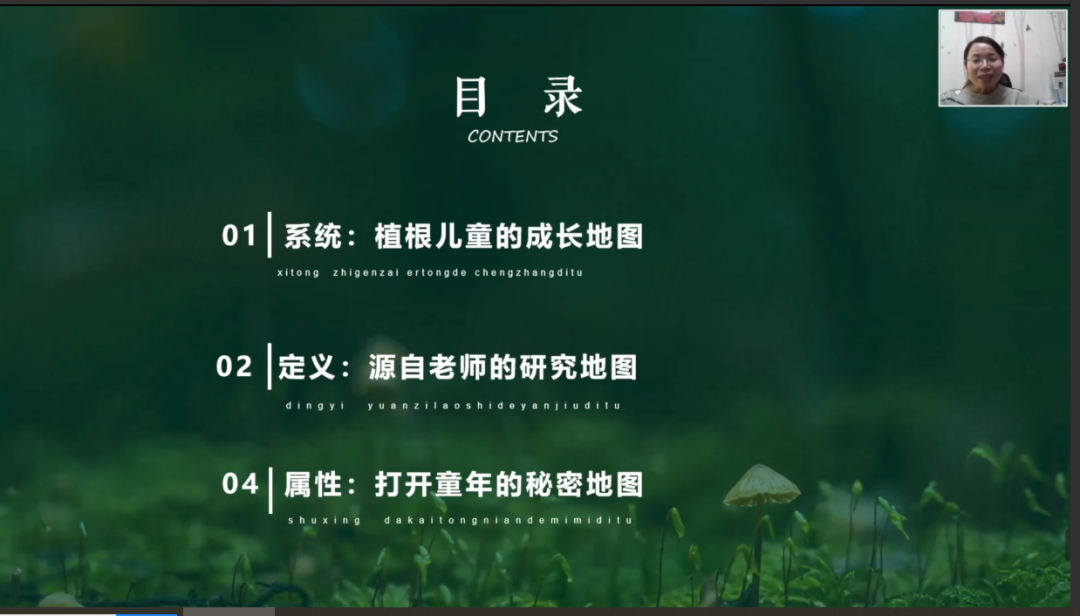 目 录
CONTENTS
01 系统：植根儿童的成长地图
xitong zhigenzai ertongde chengzhangditu
02 定义：源自老师的研究地图
dingyi yuanzilaoshideyanjiuditu
04 属性：打开童年的秘密地图
shuxing dakaitongniandemimiditu